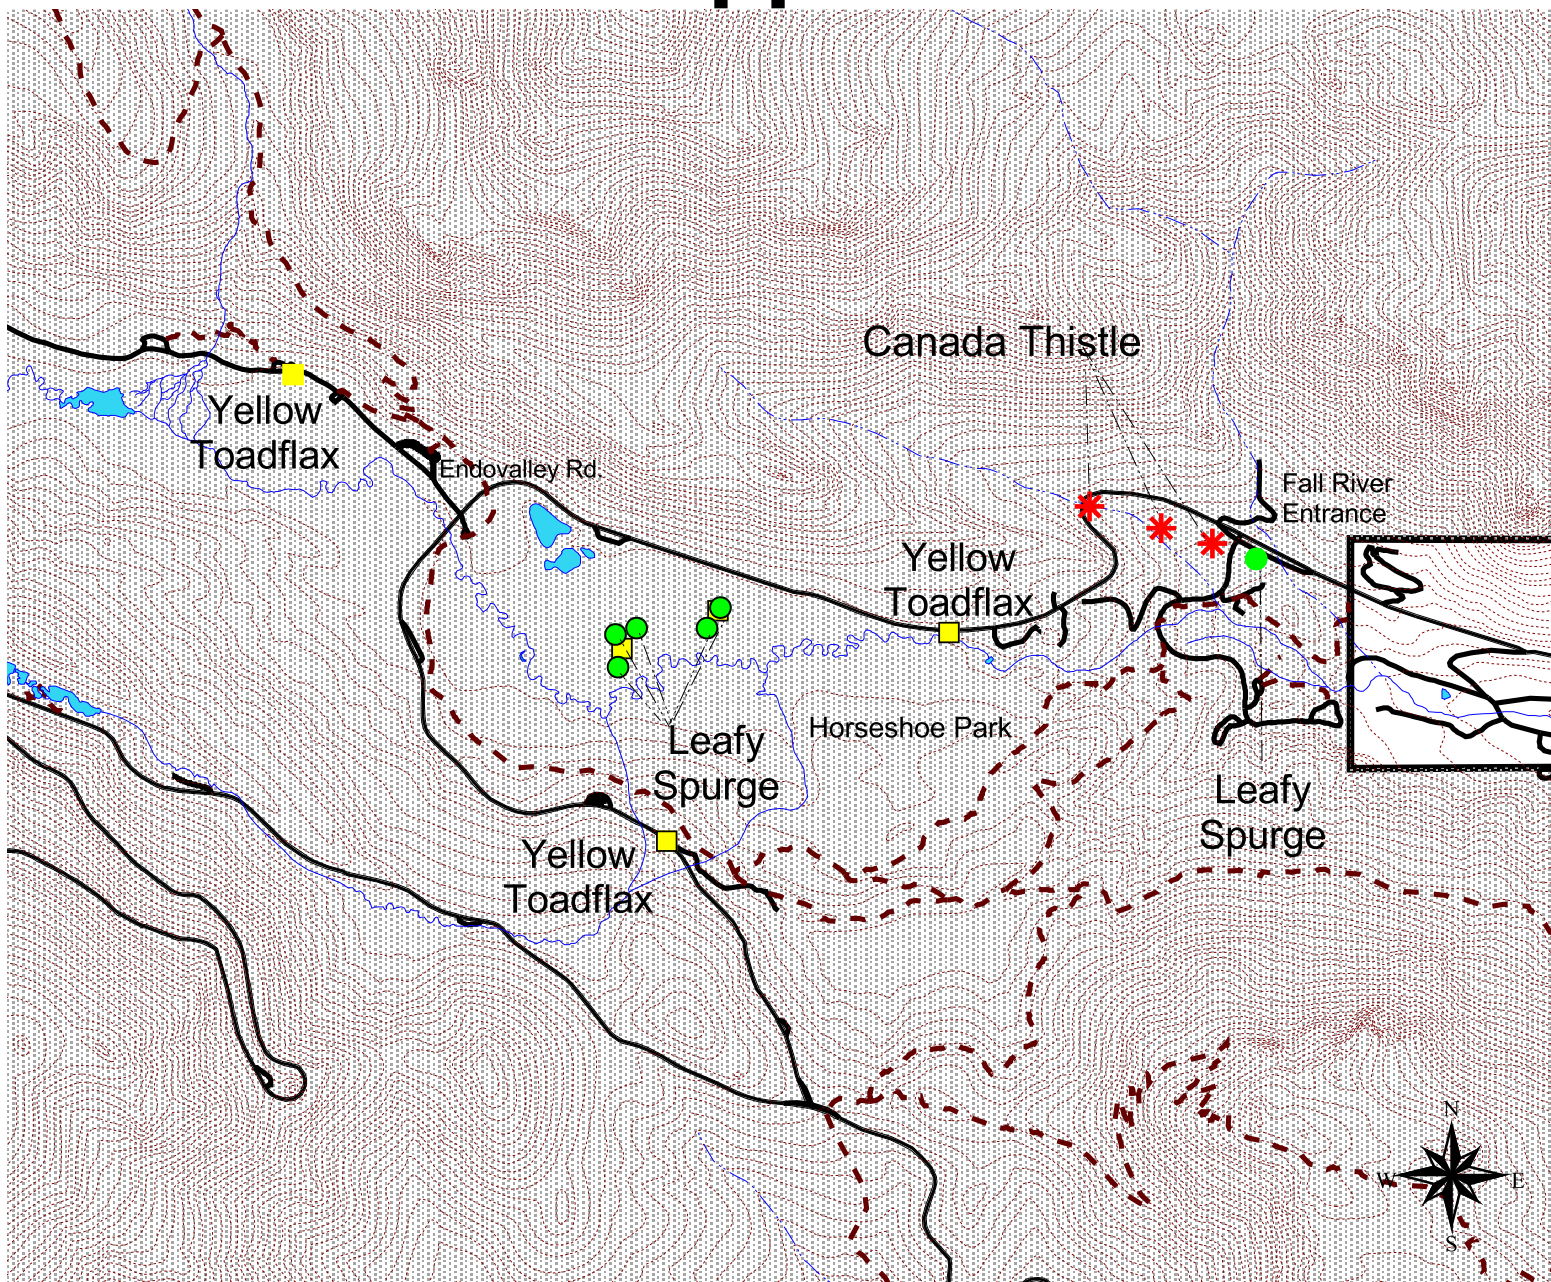 Canada Thistle
Yellow
Toadflax
Endovalley Rd.
Fall River
Entrance
Yellow
Toadflax
Horseshoe Park
Leafy
Spurge
Leafy
Spurge
Yellow
Toadflax
N
W
E
S